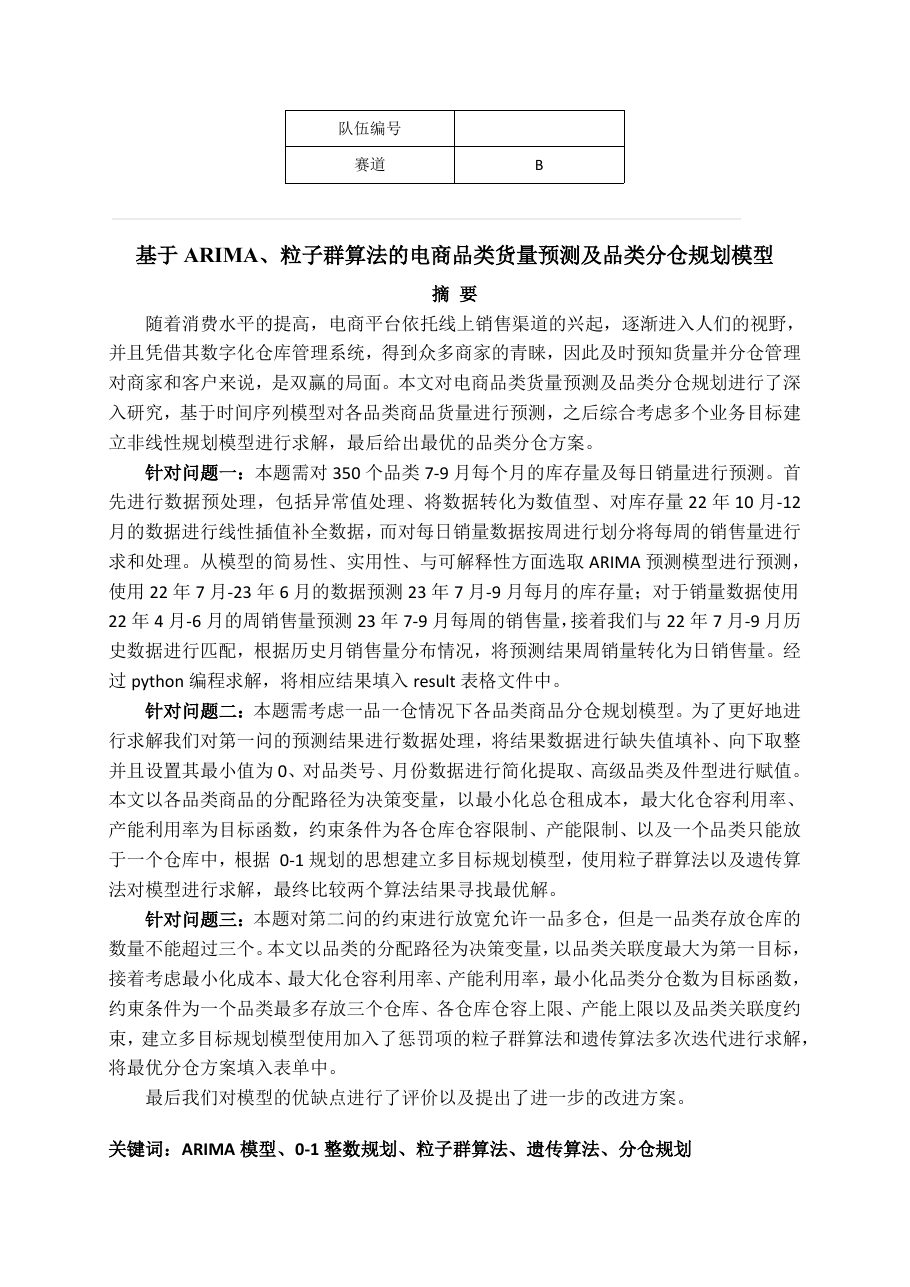 队伍编号
赛道 B
基于 ARIMA、粒子群算法的电商品类货量预测及品类分仓规划模型
摘 要
随着消费水平的提高，电商平台依托线上销售渠道的兴起，逐渐进入人们的视野，
并且凭借其数字化仓库管理系统，得到众多商家的青睐，因此及时预知货量并分仓管理
对商家和客户来说，是双赢的局面。本文对电商品类货量预测及品类分仓规划进行了深
入研究，基于时间序列模型对各品类商品货量进行预测，之后综合考虑多个业务目标建
立非线性规划模型进行求解，最后给出最优的品类分仓方案。
针对问题一：本题需对 350 个品类 7-9 月每个月的库存量及每日销量进行预测。首
先进行数据预处理，包括异常值处理、将数据转化为数值型、对库存量 22 年 10 月-12
月的数据进行线性插值补全数据，而对每日销量数据按周进行划分将每周的销售量进行
求和处理。从模型的简易性、实用性、与可解释性方面选取 ARIMA 预测模型进行预测，
使用 22 年 7 月-23 年 6 月的数据预测 23 年 7 月-9 月每月的库存量；对于销量数据使用
22 年 4 月-6 月的周销售量预测 23 年 7-9 月每周的销售量，接着我们与 22 年 7 月-9 月历
史数据进行匹配，根据历史月销售量分布情况，将预测结果周销量转化为日销售量。经
过 python 编程求解，将相应结果填入 result 表格文件中。
针对问题二：本题需考虑一品一仓情况下各品类商品分仓规划模型。为了更好地进
行求解我们对第一问的预测结果进行数据处理，将结果数据进行缺失值填补、向下取整
并且设置其最小值为 0、对品类号、月份数据进行简化提取、高级品类及件型进行赋值。
本文以各品类商品的分配路径为决策变量，以最小化总仓租成本，最大化仓容利用率、
产能利用率为目标函数，约束条件为各仓库仓容限制、产能限制、以及一个品类只能放
于一个仓库中，根据 0-1 规划的思想建立多目标规划模型，使用粒子群算法以及遗传算
法对模型进行求解，最终比较两个算法结果寻找最优解。
针对问题三：本题对第二问的约束进行放宽允许一品多仓，但是一品类存放仓库的
数量不能超过三个。本文以品类的分配路径为决策变量，以品类关联度最大为第一目标，
接着考虑最小化成本、最大化仓容利用率、产能利用率，最小化品类分仓数为目标函数，
约束条件为一个品类最多存放三个仓库、各仓库仓容上限、产能上限以及品类关联度约
束，建立多目标规划模型使用加入了惩罚项的粒子群算法和遗传算法多次迭代进行求解，
将最优分仓方案填入表单中。
最后我们对模型的优缺点进行了评价以及提出了进一步的改进方案。
关键词：ARIMA 模型、0-1 整数规划、粒子群算法、遗传算法、分仓规划